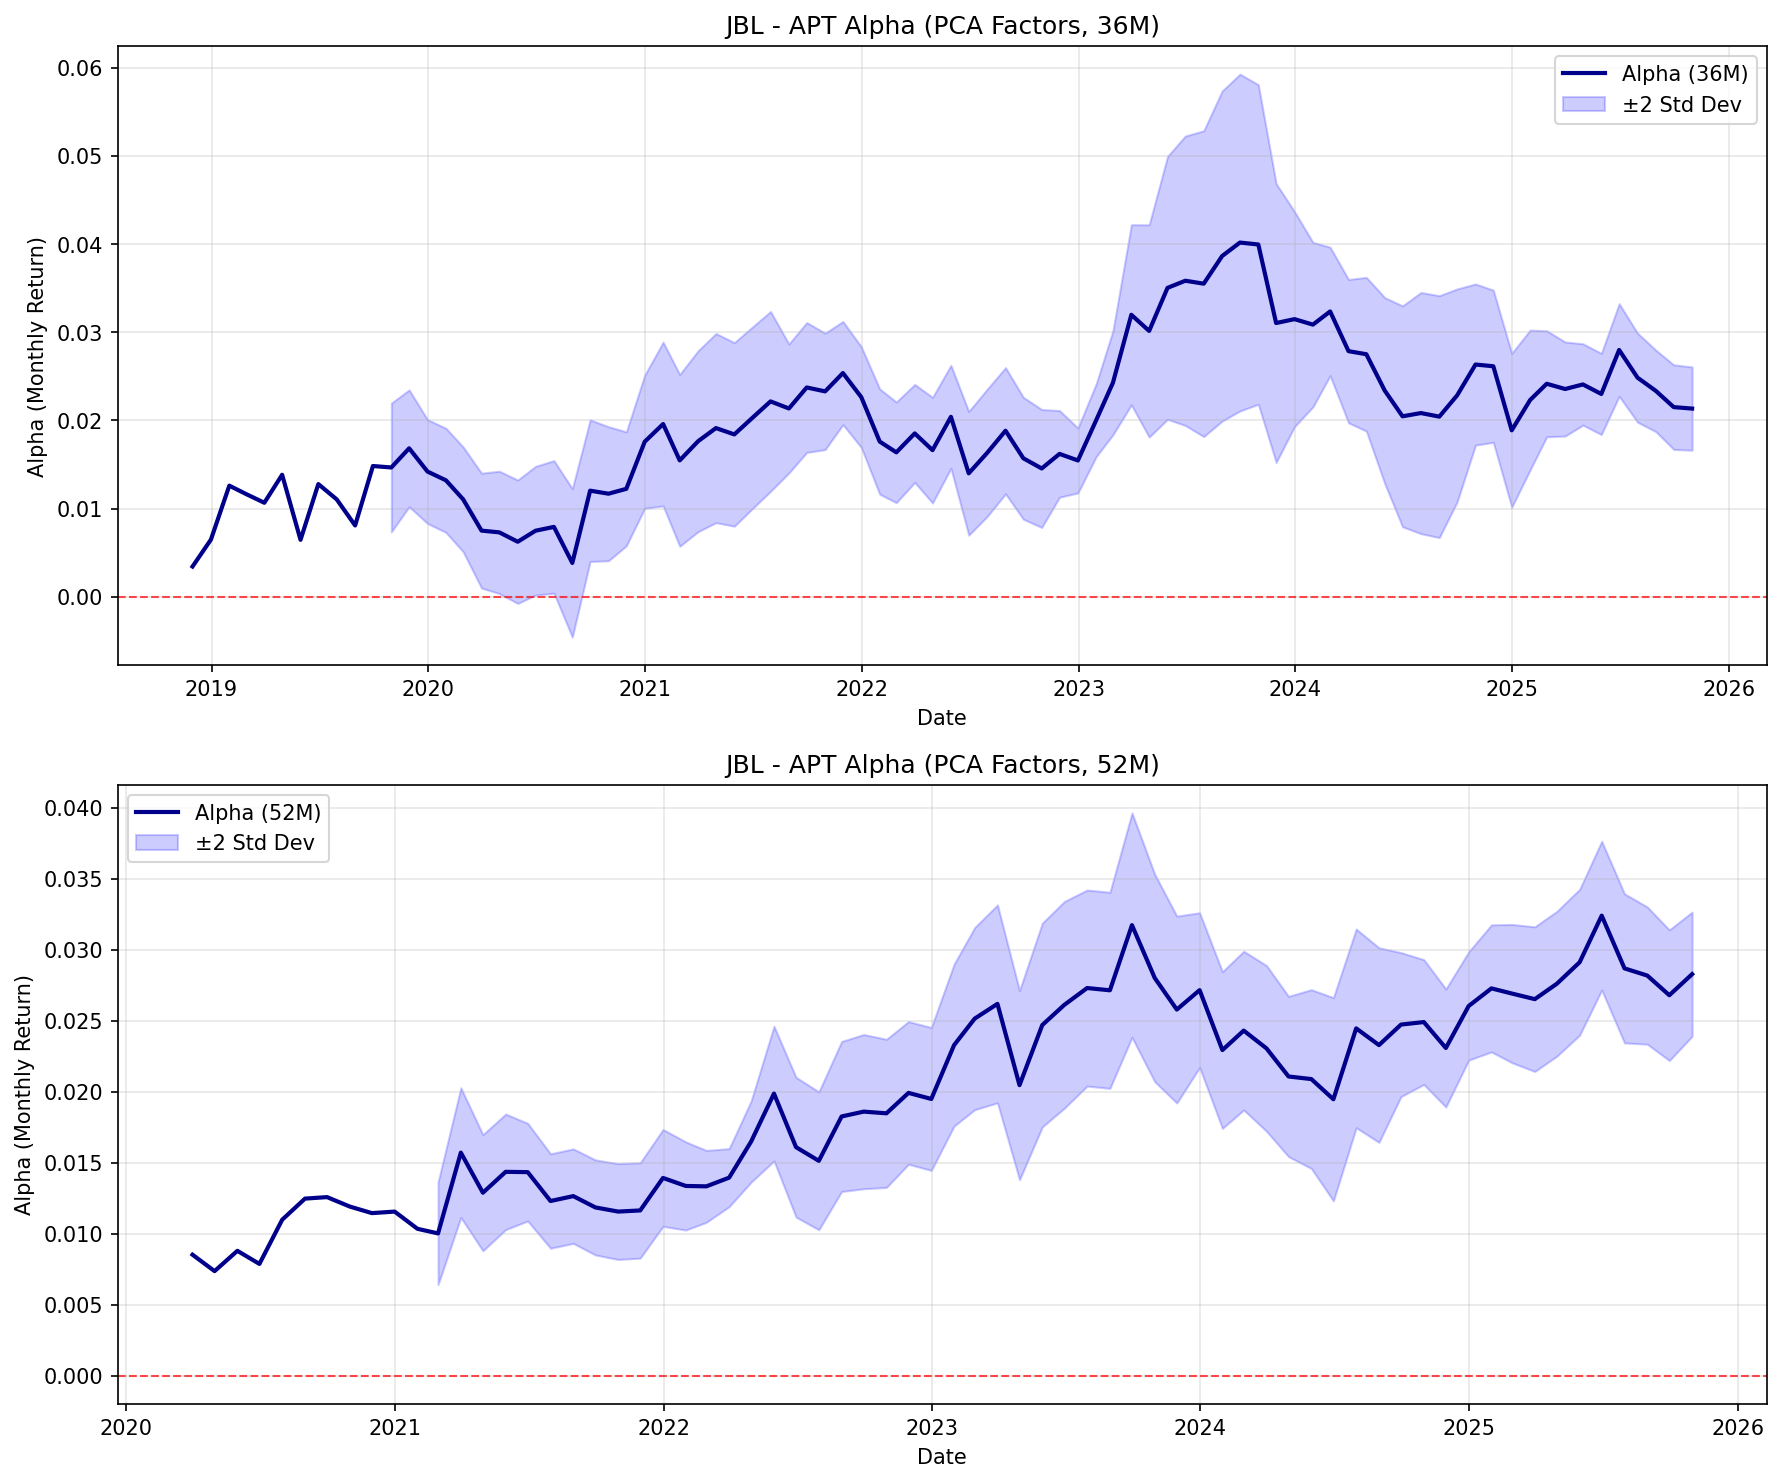 JBL - APT Alpha (PCA Factors, 36M)
Alpha (36M)
±2 Std Dev
Alpha (Monthly Return)
0.06
0.05
0.04
0.03
0.02
0.01
0.00
2019 2020 2021 2022 2023 2024 2025 2026
Date
JBL - APT Alpha (PCA Factors, 52M)
Alpha (52M)
±2 Std Dev
Alpha (Monthly Return)
0.040
0.035
0.030
0.025
0.020
0.015
0.010
0.005
0.000
2020 2021 2022 2023 2024 2025 2026
Date